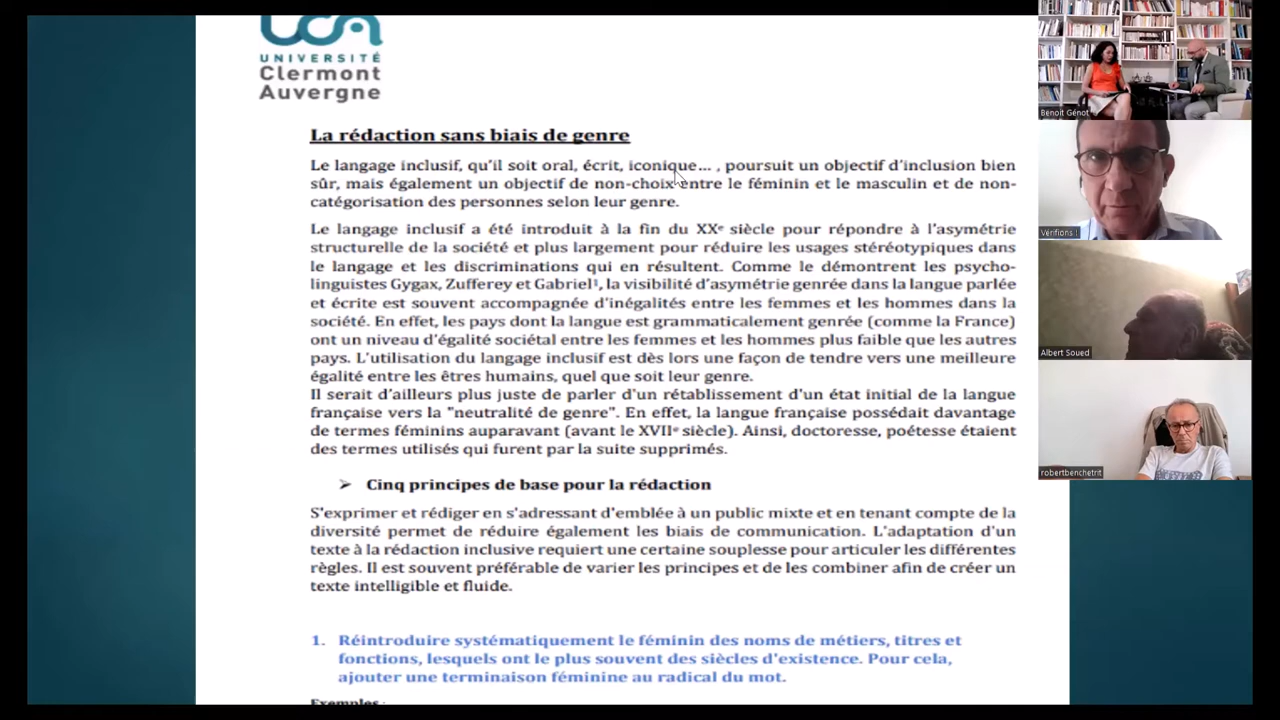 uca
UNIVERSITÉ
Clermont
Auvergne
La rédaction sans biais de genre
Le langage inclusif, qu'il soit oral, écrit, iconique… , poursuit un objectif d'inclusion bien
sûr, mais également un objectif de non-choix entre le féminin et le masculin et de non-
catégorisation des personnes selon leur genre.
Le langage inclusif a été introduit à la fin du XXe siècle pour répondre à l'asymétrie
structurelle de la société et plus largement pour réduire les usages stéréotypiques dans
le langage et les discriminations qui en résultent. Comme le démontrent les psycho-
linguistes Gygax, Zufferey et Gabriel¹, la visibilité d'asymétrie genrée dans la langue parlée
et écrite est souvent accompagnée d'inégalités entre les femmes et les hommes dans la
société. En effet, les pays dont la langue est grammaticalement genrée (comme la France)
ont un niveau d'égalité sociétal entre les femmes et les hommes plus faible que les autres
pays. L'utilisation du langage inclusif est dès lors une façon de tendre vers une meilleure
égalité entre les êtres humains, quel que soit leur genre.
Il serait d'ailleurs plus juste de parler d'un rétablissement d'un état initial de la langue
française vers la "neutralité de genre". En effet, la langue française possédait davantage
de termes féminins auparavant (avant le XVIIe siècle). Ainsi, doctoresse, poétesse étaient
des termes utilisés qui furent par la suite supprimés.
➢ Cinq principes de base pour la rédaction
S'exprimer et rédiger en s'adressant d'emblée à un public mixte et en tenant compte de la
diversité permet de réduire également les biais de communication. L'adaptation d'un
texte à la rédaction inclusive requiert une certaine souplesse pour articuler les différentes
règles. Il est souvent préférable de varier les principes et de les combiner afin de créer un
texte intelligible et fluide.
1. Réintroduire systématiquement le féminin des noms de métiers, titres et
fonctions, lesquels ont le plus souvent des siècles d'existence. Pour cela,
ajouter une terminaison féminine au radical du mot.
Exemples :
Benoit Génot
Vérifions !
Albert Soued
robertbenchetrit